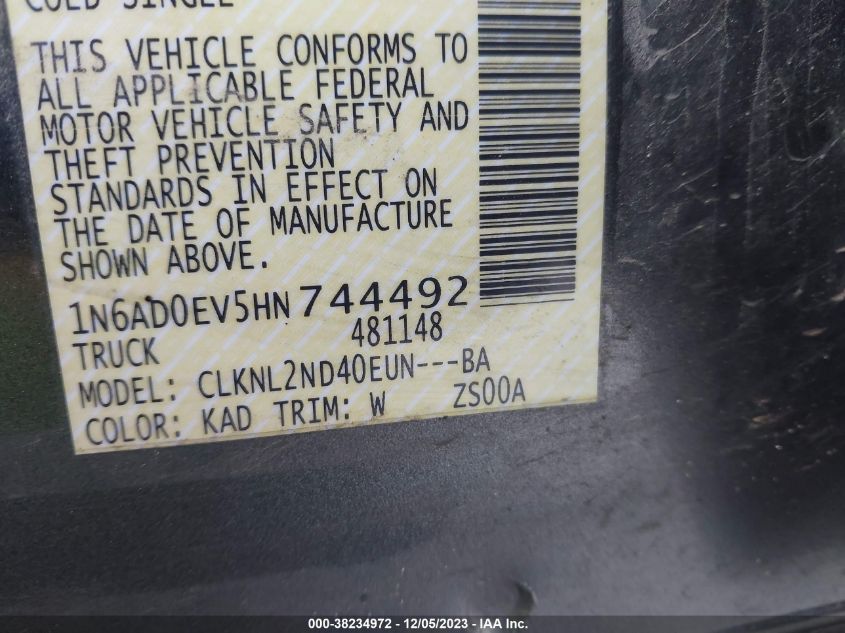 COLD SINGLE
THIS VEHICLE CONFORMS TO
ALL APPLICABLE FEDERAL
MOTOR VEHICLE SAFETY AND
THEFT PREVENTION
STANDARDS IN EFFECT ON
THE DATE OF MANUFACTURE
SHOWN ABOVE.
1N6AD0EV5HN744492
TRUCK 481148
MODEL: CLKNL2ND40EUN---BA
COLOR: KAD TRIM: W ZS00A
000-38234972 - 12/05/2023 - IAA Inc.